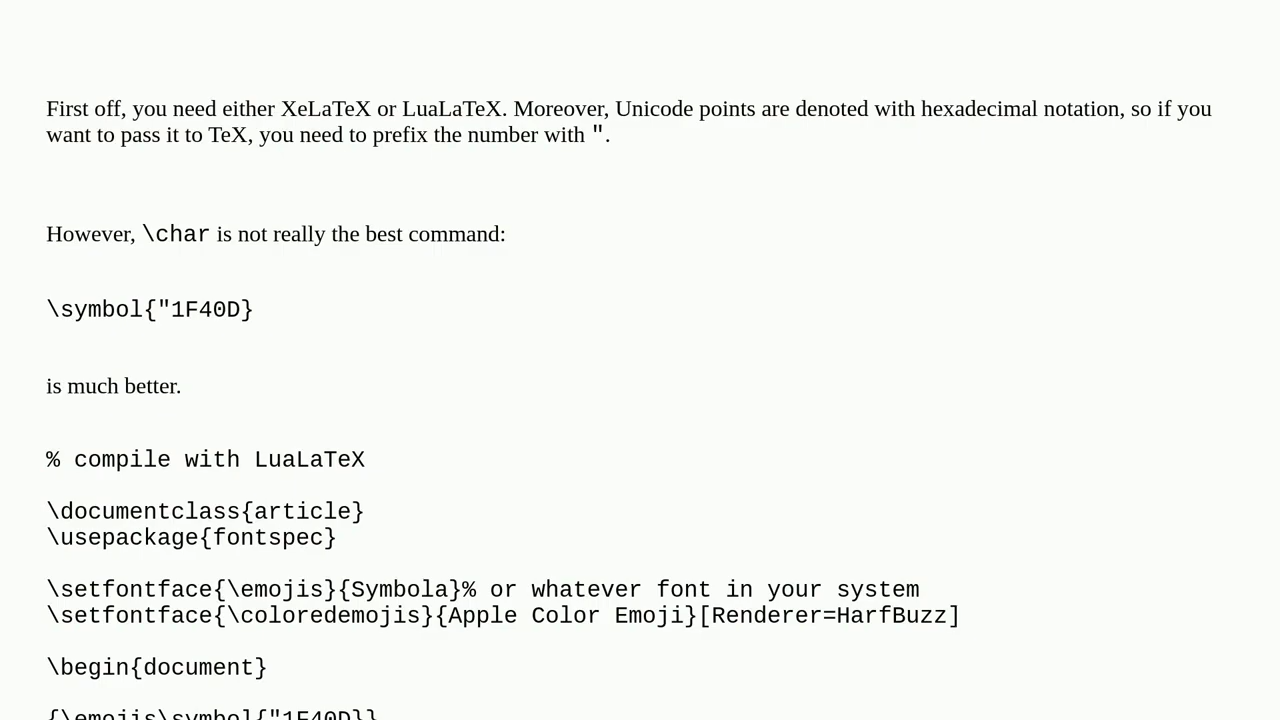 First off, you need either XeLaTeX or LuaLaTeX. Moreover, Unicode points are denoted with hexadecimal notation, so if you
want to pass it to TeX, you need to prefix the number with ".
However, \char is not really the best command:
\symbol{"1F40D}
is much better.
% compile with LuaLaTeX
\documentclass{article}
\usepackage{fontspec}
\setfontface{\emojis}{Symbola}% or whatever font in your system
\setfontface{\coloredemojis}{Apple Color Emoji}[Renderer=HarfBuzz]
\begin{document}
{\emojis\symbol{"1F40D}}